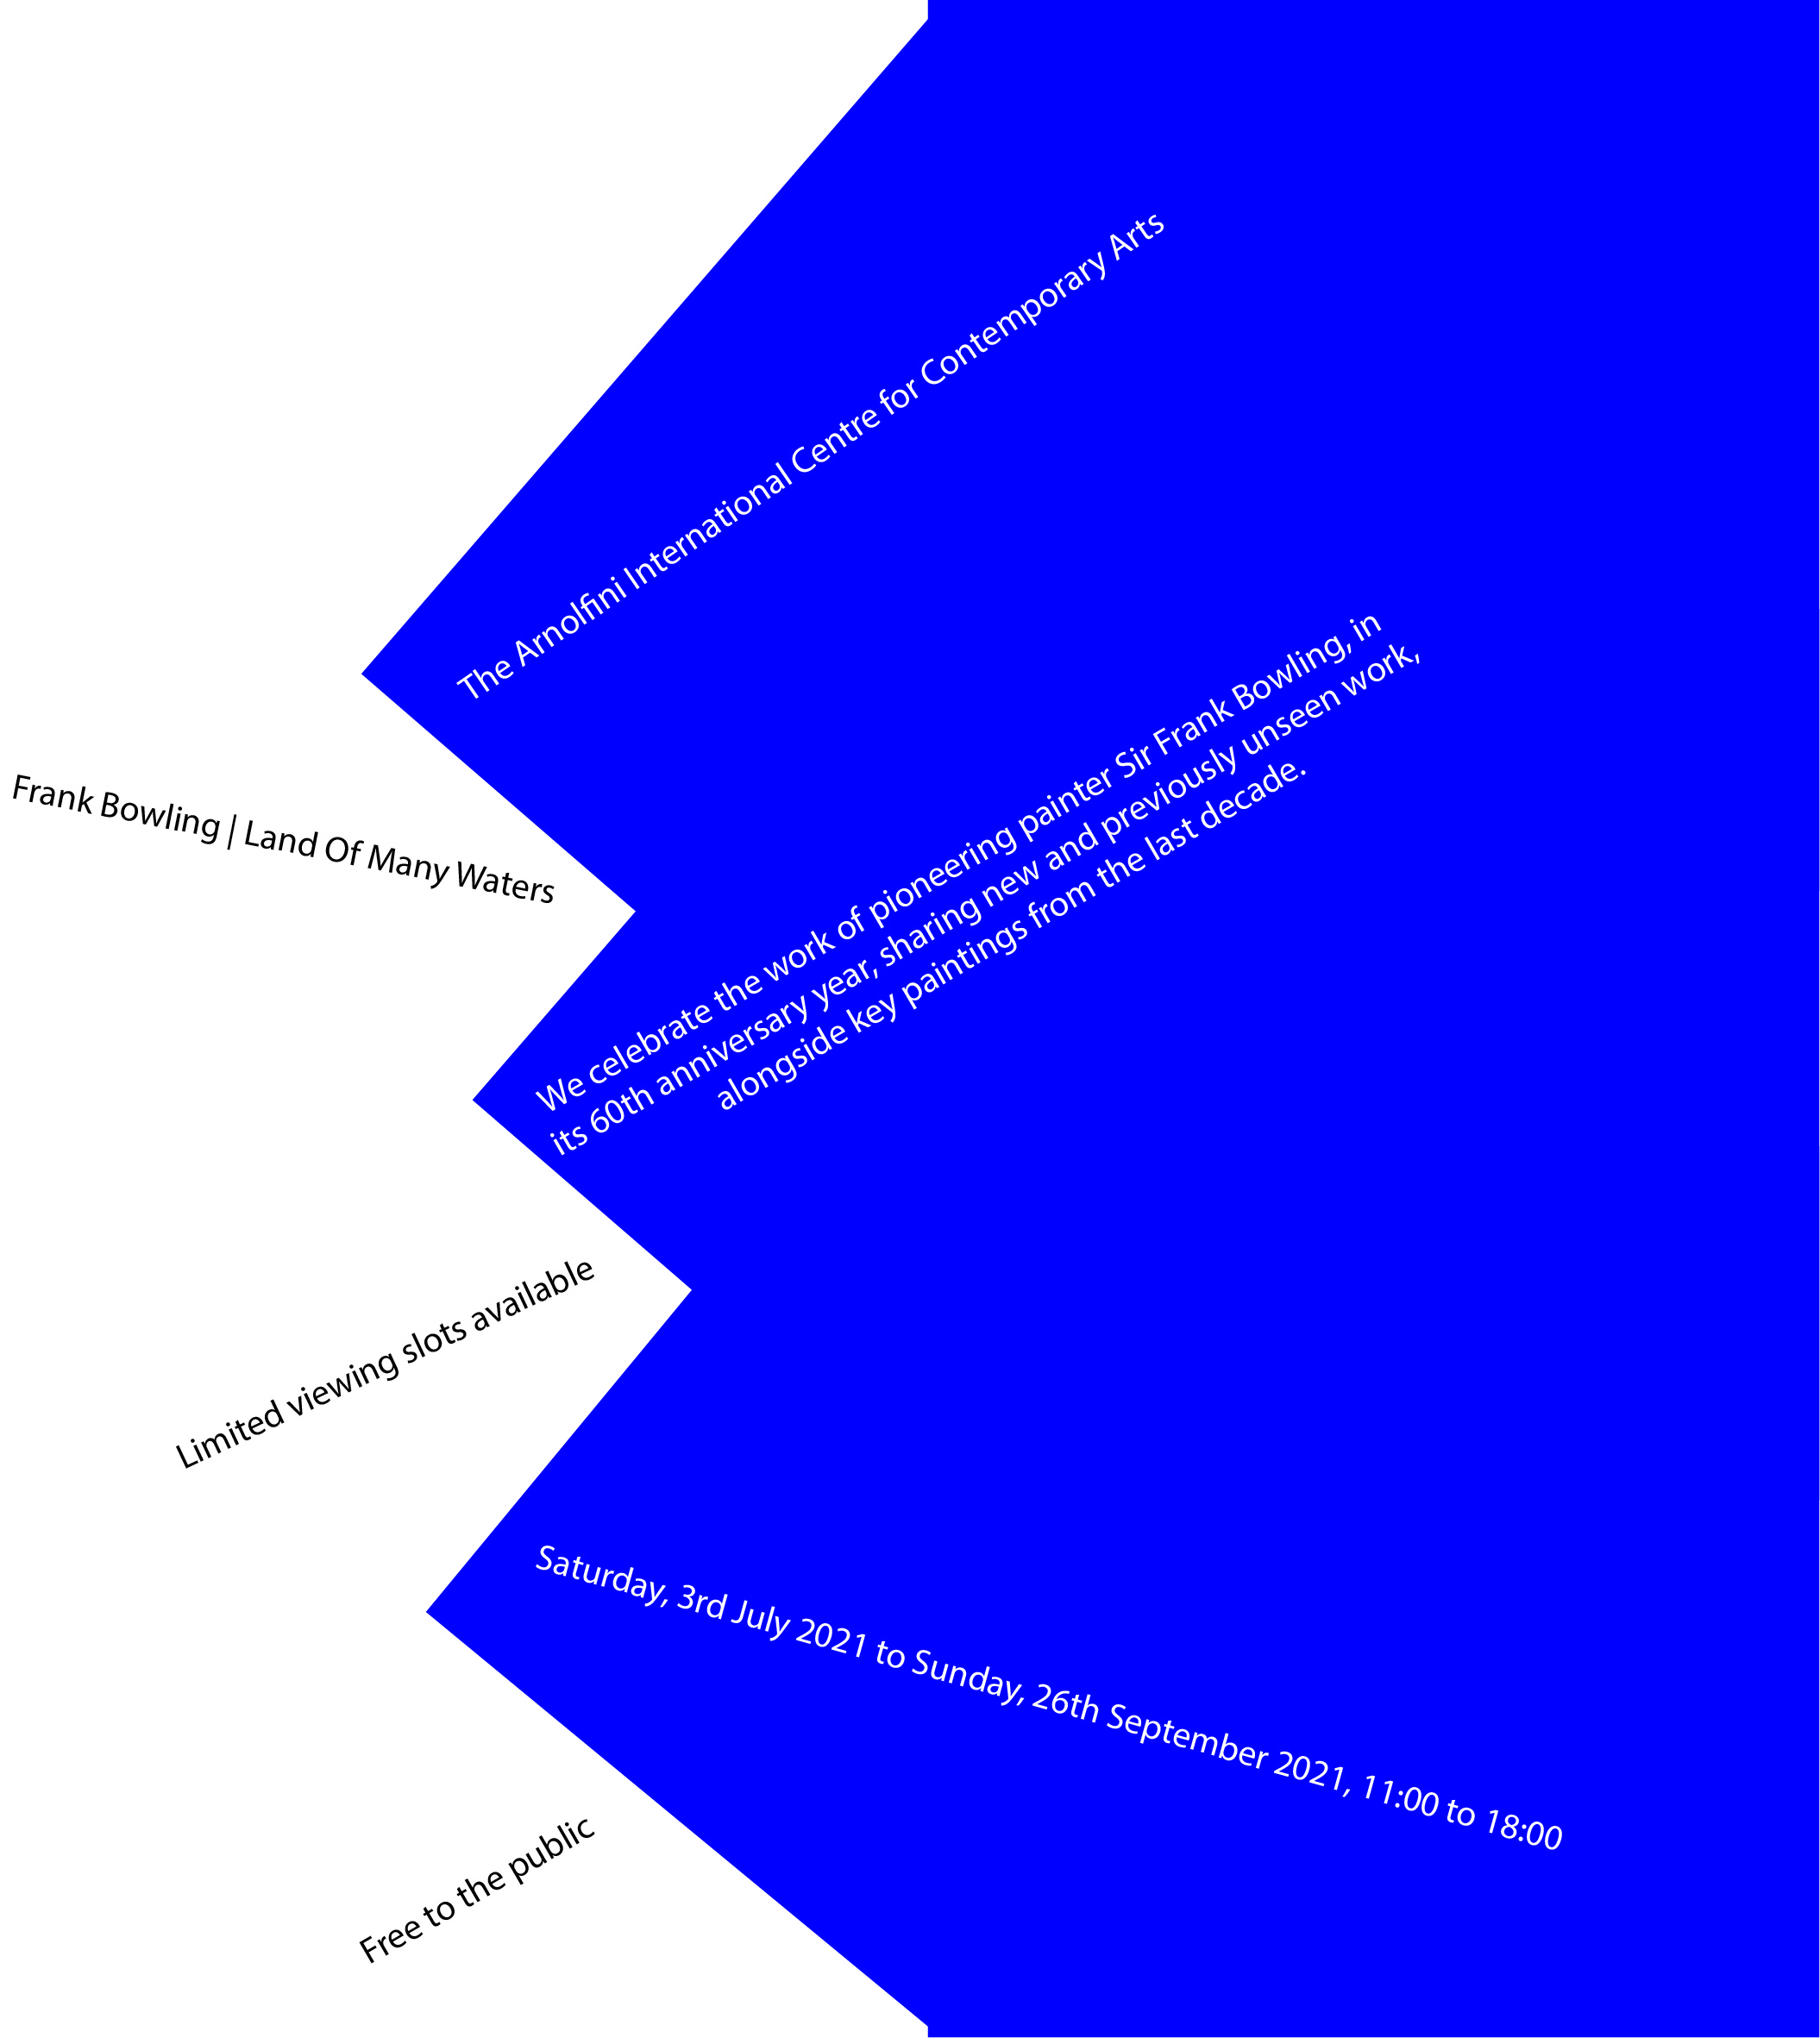 The Arnolfini International Centre for Contemporary Arts
Frank Bowling | Land Of Many Waters
We celebrate the work of pioneering painter Sir Frank Bowling, in
its 60th anniversary year, sharing new and previously unseen work,
alongside key paintings from the last decade.
Limited viewing slots available
Saturday, 3rd July 2021 to Sunday, 26th September 2021, 11:00 to 18:00
Free to the public